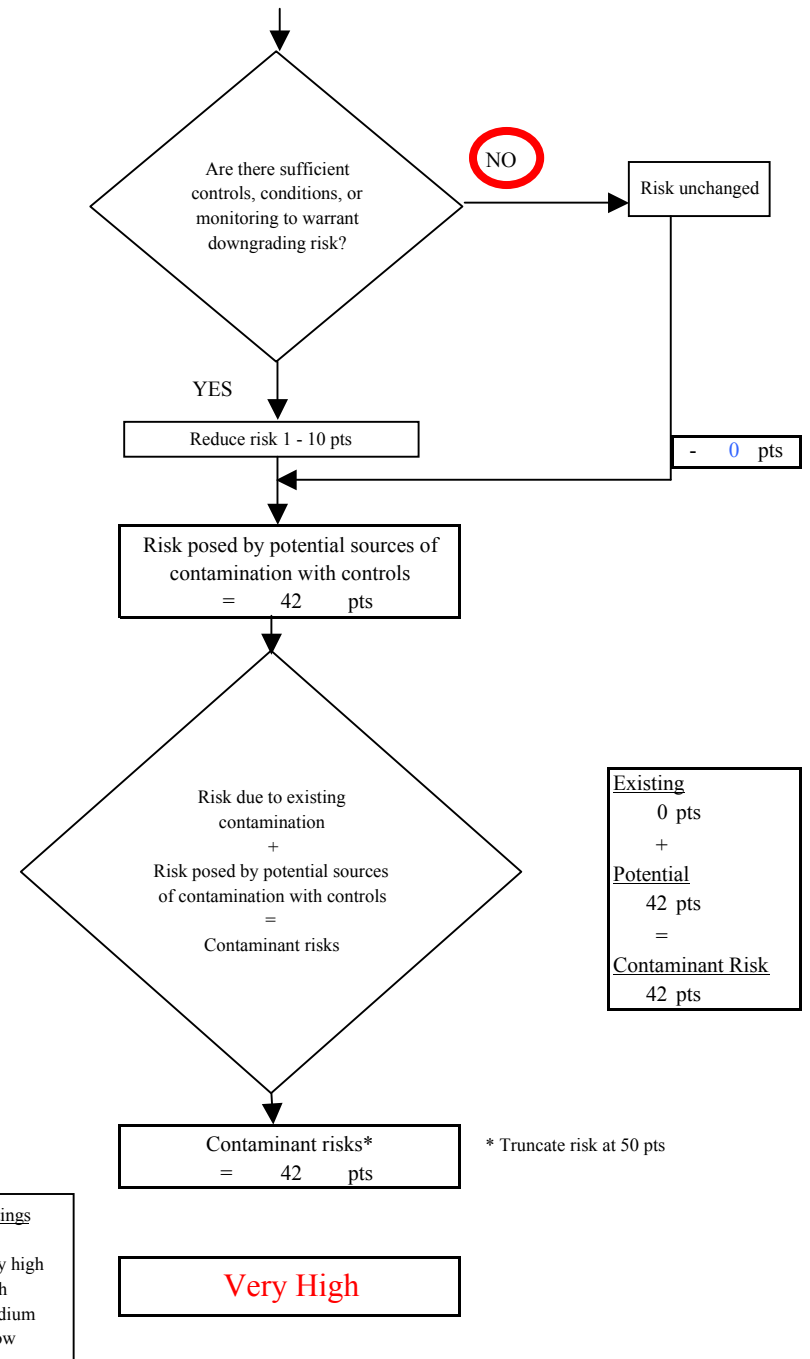 Are there sufficient
controls, conditions, or
monitoring to warrant
downgrading risk?
NO
Risk unchanged
YES
Reduce risk 1 - 10 pts
- 0 pts
Risk posed by potential sources of
contamination with controls
= 42 pts
Risk due to existing
contamination
+
Risk posed by potential sources
of contamination with controls
=
Contaminant risks
Existing
0 pts
+
Potential
42 pts
=
Contaminant Risk
42 pts
Contaminant risks*
= 42 pts
* Truncate risk at 50 pts
Very High
high